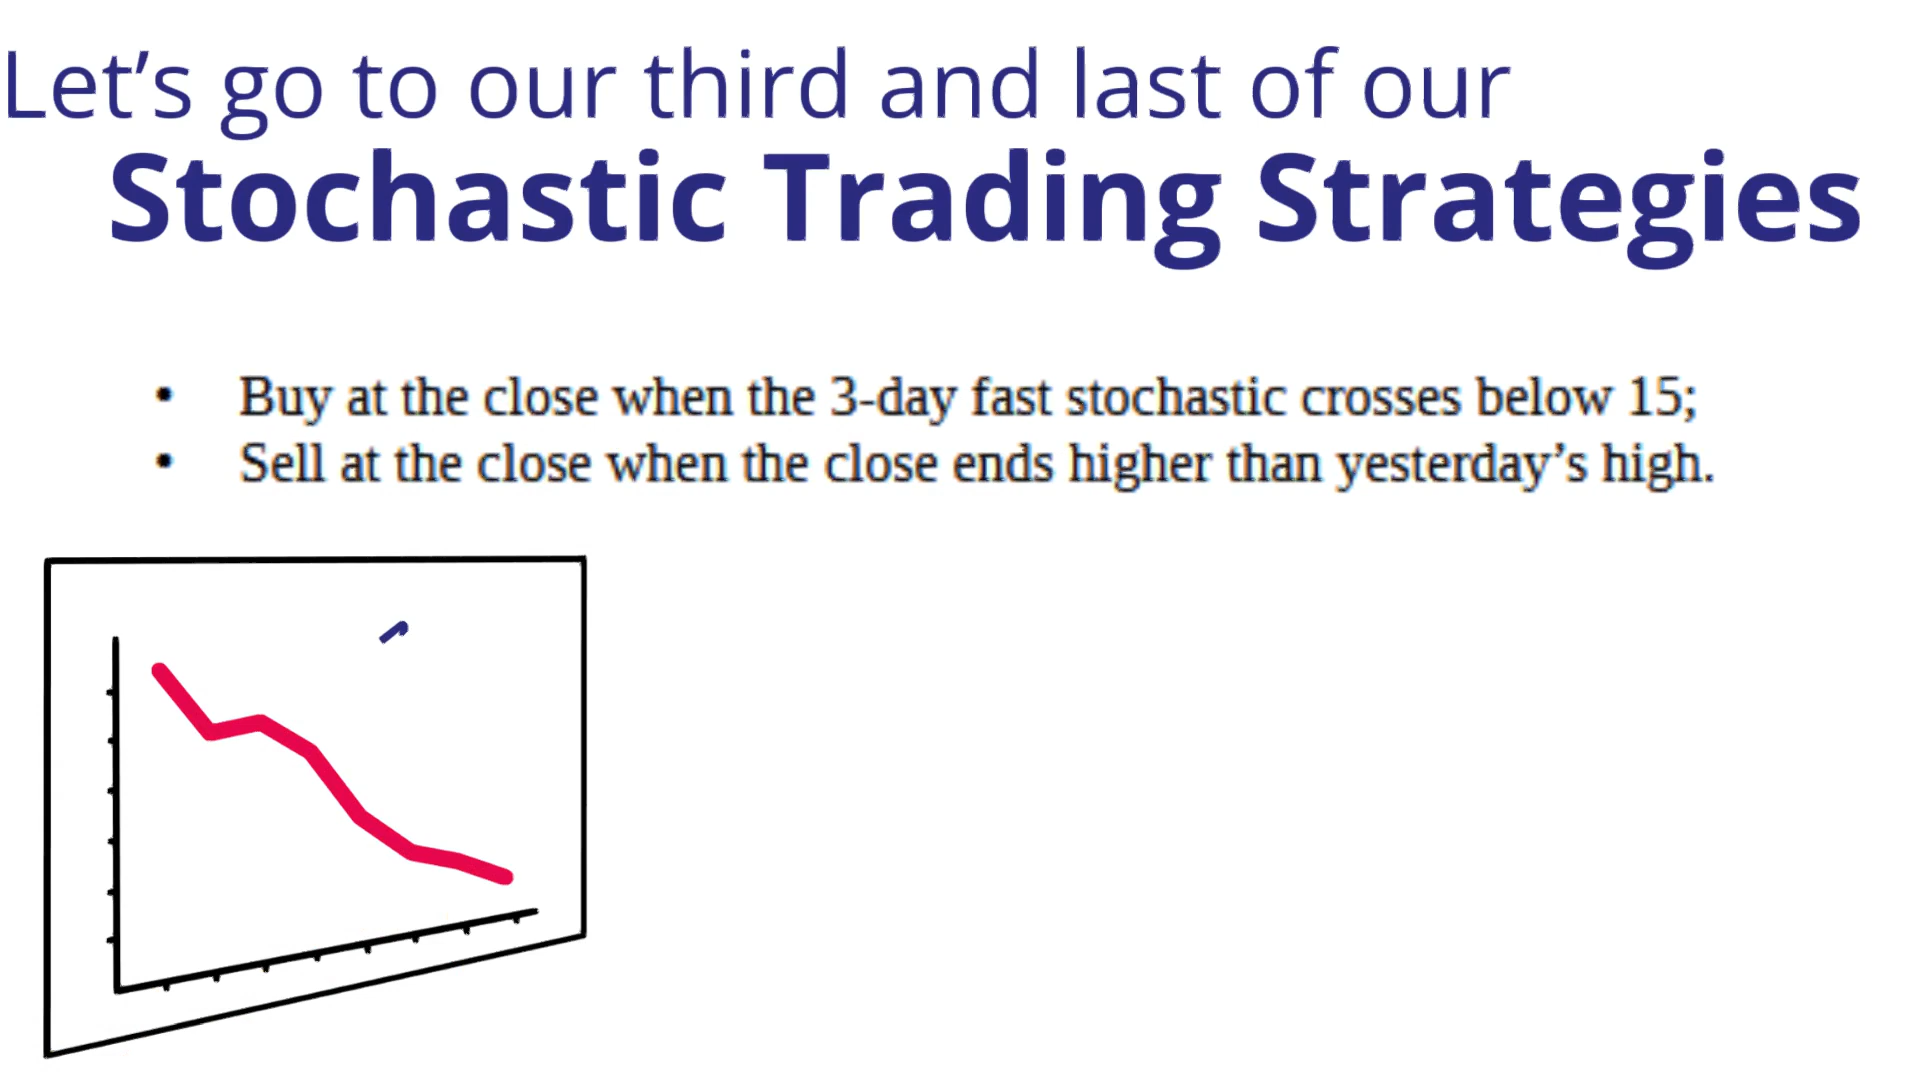 Let’s go to our third and last of our
Stochastic Trading Strategies
• Buy at the close when the 3-day fast stochastic crosses below 15;
• Sell at the close when the close ends higher than yesterday’s high.